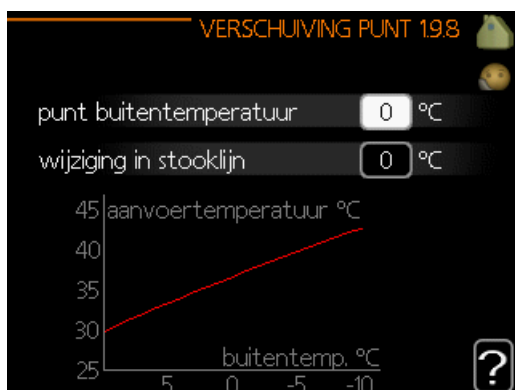 VERSCHUIVING PUNT 1.9.8
punt buitentemperatuur 0 °C
wijziging in stooklijn 0 °C
45 aanvoertemperatuur °C
40
35
30
25
buitentemp. °C
5 0 -5 -10
?